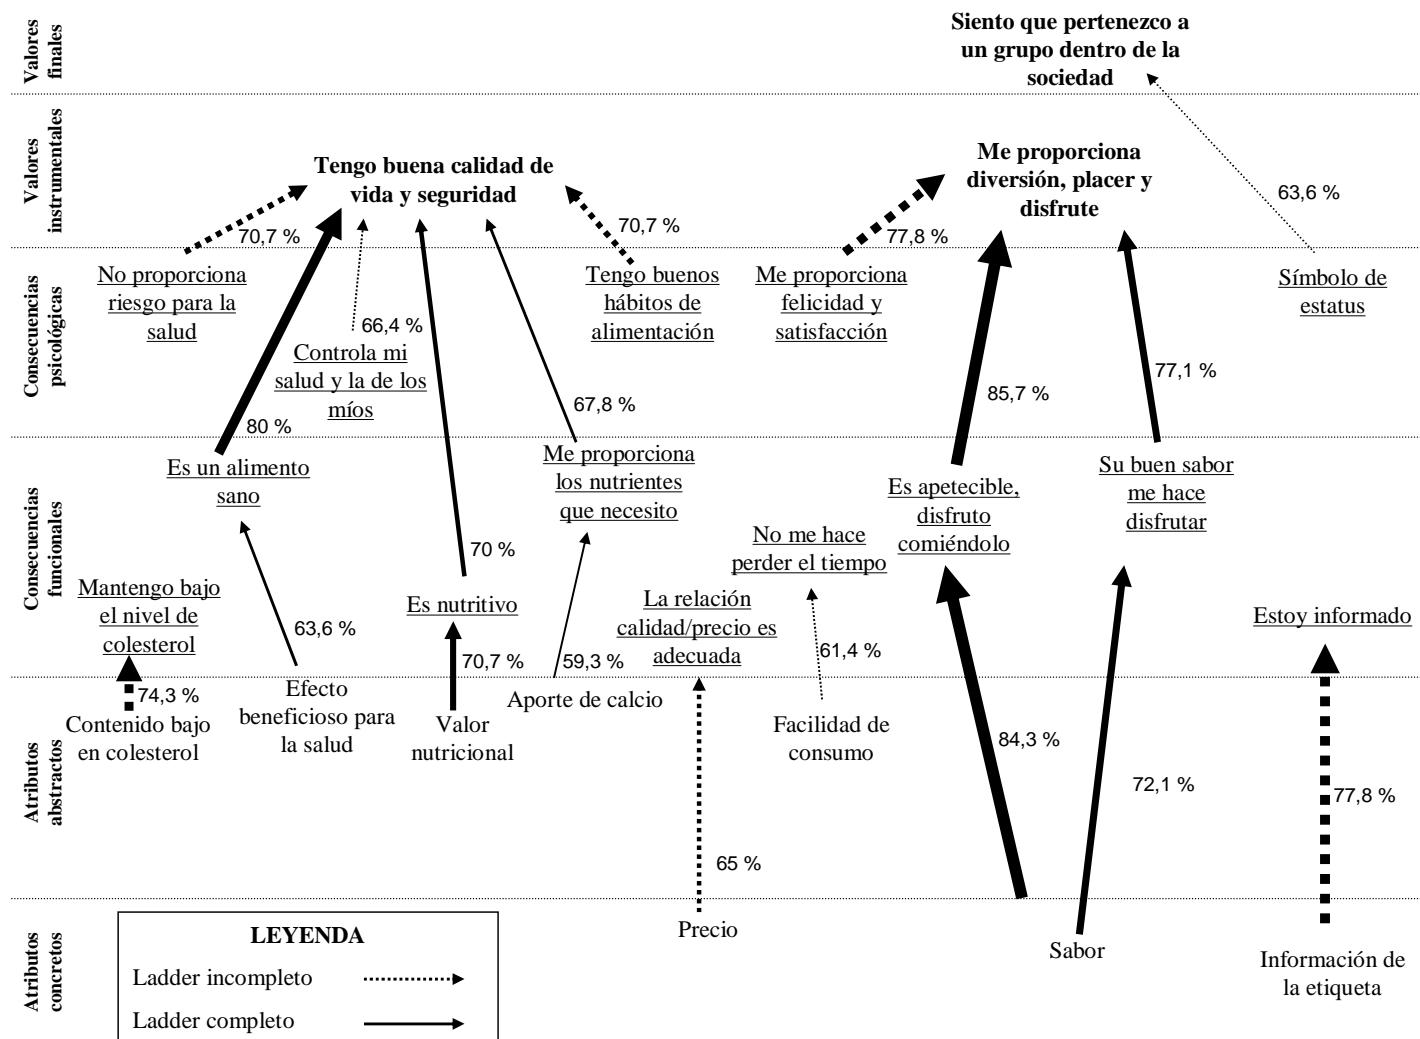 Valores
finales
Siento que pertenezco a
un grupo dentro de la
sociedad
Valores
instrumentales
Tengo buena calidad de
vida y seguridad
Me proporciona
diversión, placer y
disfrute
70,7 %
70,7 %
77,8 %
63,6 %
Consecuencias
psicológicas
No proporciona
riesgo para la
salud
66,4 %
Controla mi
salud y la de los
míos
Tengo buenos
hábitos de
alimentación
Me proporciona
felicidad y
satisfacción
Símbolo de
estatus
80 %
67,8 %
85,7 %
77,1 %
Consecuencias
funcionales
Es un alimento
sano
Me proporciona
los nutrientes
que necesito
Es apetecible,
disfruto
comiéndolo
Su buen sabor
me hace
disfrutar
No me hace
perder el tiempo
70 %
Mantengo bajo
el nivel de
colesterol
Es nutritivo
La relación
calidad/precio es
adecuada
Estoy informado
63,6 %
70,7 %
59,3 %
61,4 %
Atributos
abstractos
74,3 %
Contenido bajo
en colesterol
Efecto
beneficioso para
la salud
Valor
nutricional
Aporte de calcio
Facilidad de
consumo
84,3 %
72,1 %
77,8 %
65 %
Atributos
concretos
Precio
Sabor
Información de
la etiqueta
LEYENDA
Ladder incompleto
Ladder completo